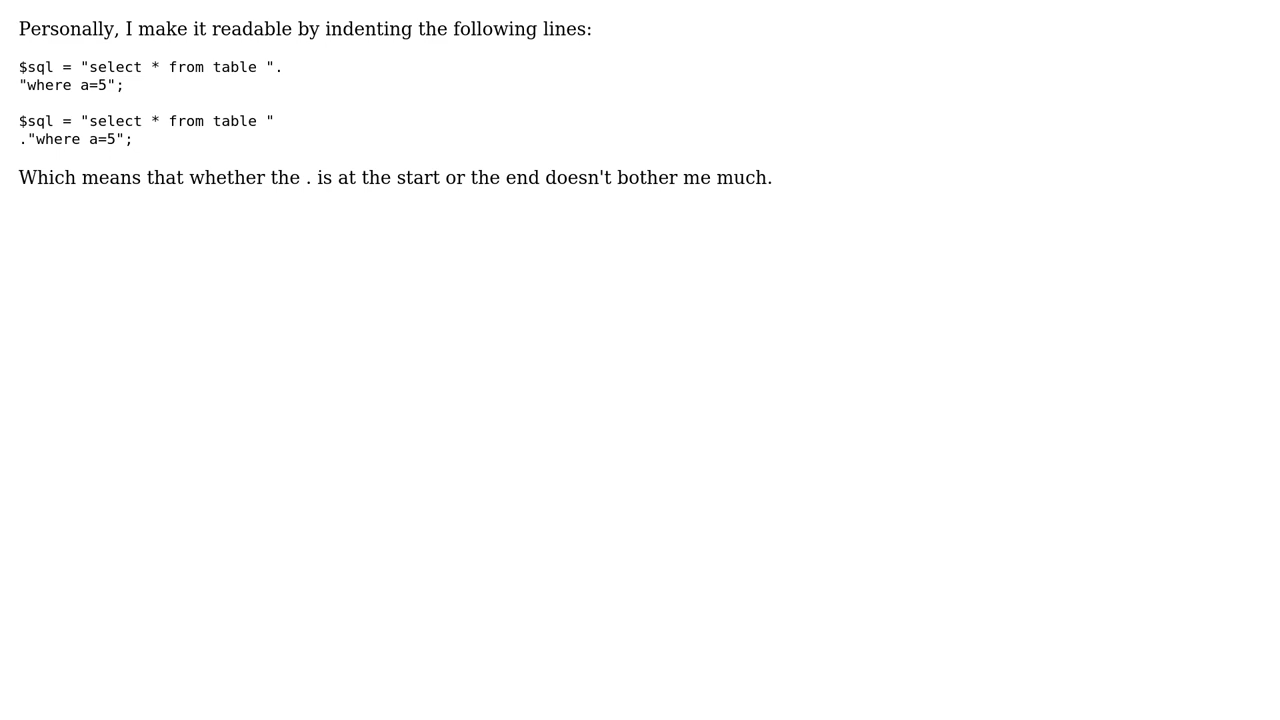 Personally, I make it readable by indenting the following lines:
$sql = "select * from table ".
"where a=5";
$sql = "select * from table "
."where a=5";
Which means that whether the . is at the start or the end doesn't bother me much.